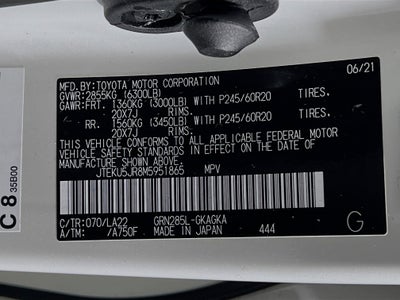 MFD.BY:TOYOTA MOTOR CORPORATION 06/21
GVWR:2855KG (6300LB)
GAWR:FRT. 1360KG (3000LB) WITH P245/60R20 TIRES.
20X7J RIMS.
RR. 1560KG (3450LB) WITH P245/60R20 TIRES.
20X7J RIMS.
THIS VEHICLE CONFORMS TO ALL APPLICABLE FEDERAL MOTOR
VEHICLE SAFETY STANDARDS IN EFFECT ON THE DATE OF
MANUFACTURE SHOWN ABOVE.
JTEKU5JR8M5951865 MPV
C/TR:070/LA22 GRN285L-GKAGKA
A/TM: /A750F MADE IN JAPAN 444 G
C 8 35B00